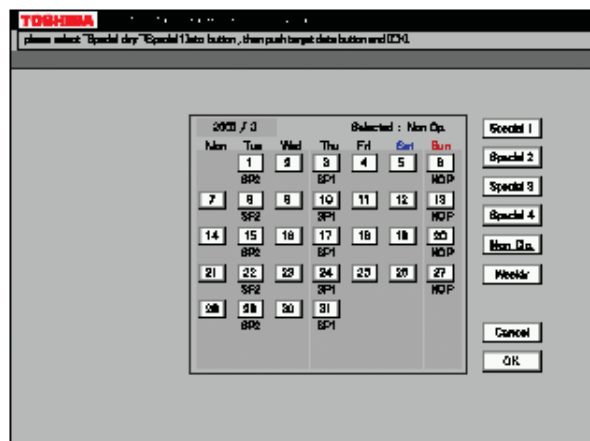 TOSHIBA
please select "Special day" "Special 1"etc button, then push target date button and [OK].
Selected : Non Op.
Mon Tue Wed Thu Fri Sat Sun
1 2 3 4 5 6
SP2 SP1 NOP
7 8 9 10 11 12 13
SP2 SP1 NOP
14 15 16 17 18 19 20
SP2 SP1 NOP
21 22 23 24 25 26 27
SP2 SP1 NOP
28 29 30 31
SP2 SP1
Special 1
Special 2
Special 3
Special 4
Non Op.
Weekly
Cancel
OK